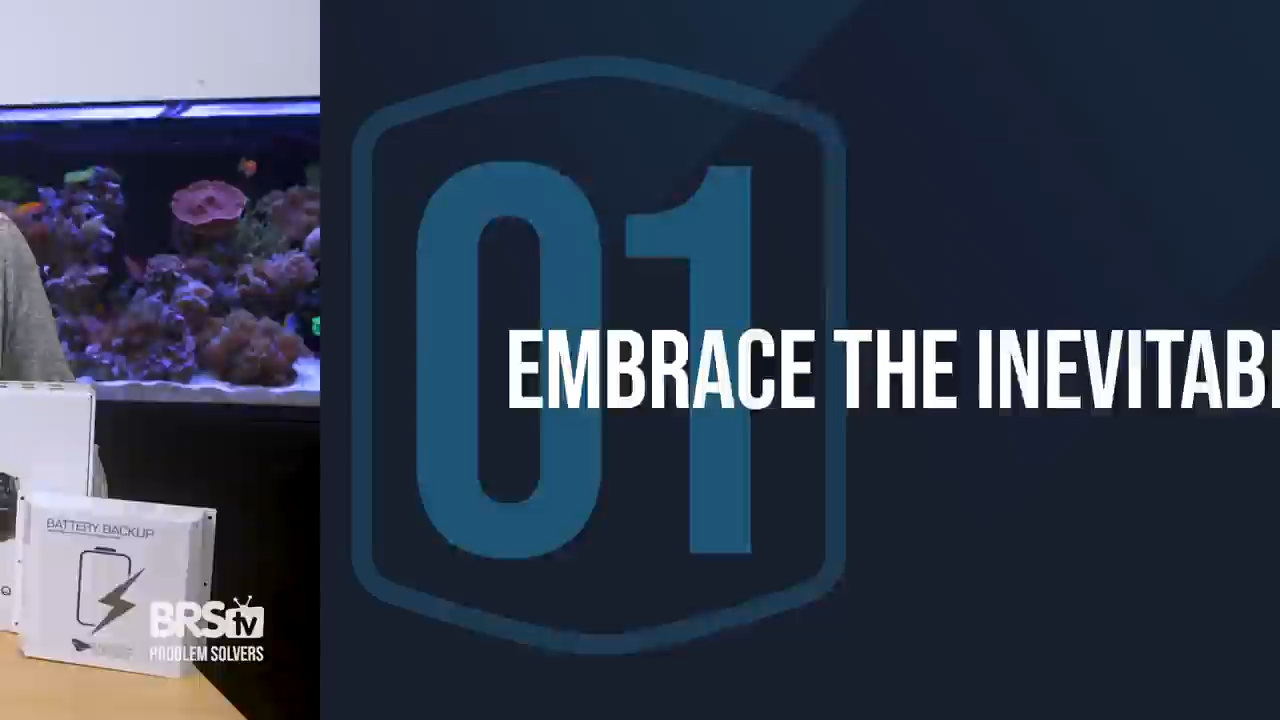 01
EMBRACE THE INEVITAB
BATTERY BACKUP
BRStv
PROBLEM SOLVERS